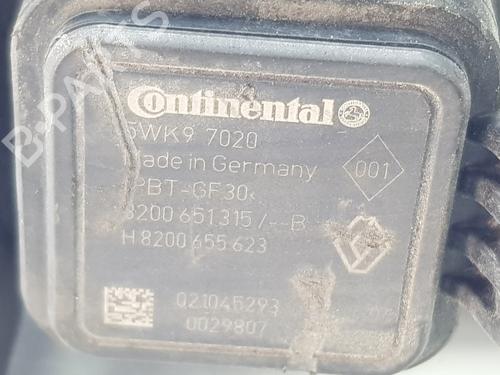 Continental
5WK9 7020
Made in Germany
001
>PBT-GF30<
8200 651 315 / -- B
H 8200 655 623
021045293
0029807
B-PARTS